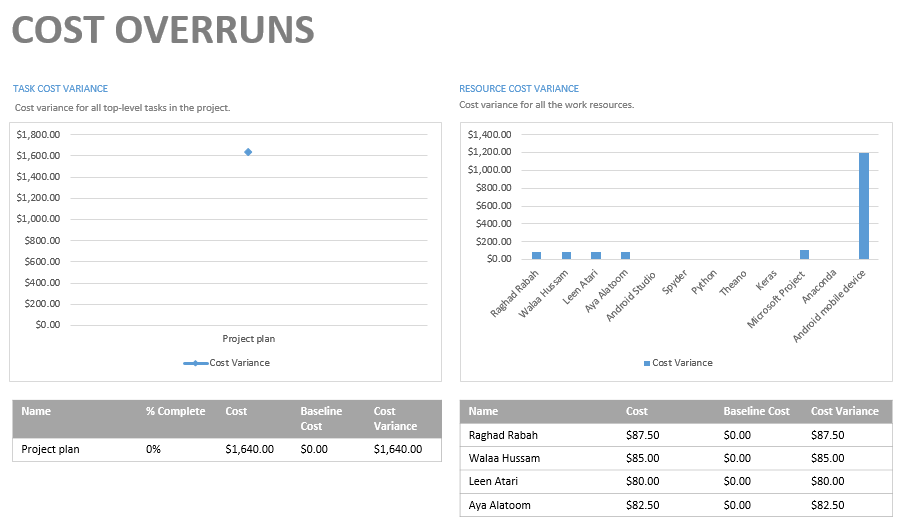 COST OVERRUNS
TASK COST VARIANCE
Cost variance for all top-level tasks in the project.
$1,800.00
$1,600.00
$1,400.00
$1,200.00
$1,000.00
$800.00
$600.00
$400.00
$200.00
$0.00
Project plan
Cost Variance
Name % Complete Cost Baseline Cost Cost Variance
Project plan 0% $1,640.00 $0.00 $1,640.00
RESOURCE COST VARIANCE
Cost variance for all the work resources.
$1,400.00
$1,200.00
$1,000.00
$800.00
$600.00
$400.00
$200.00
$0.00
Raghad Rabah
Walaa Hussam
Leen Atari
Aya Alatoom
Android Studio
Spyder
Python
Theano
Keras
Microsoft Project
Anaconda
Android mobile device
Cost Variance
Name Cost Baseline Cost Cost Variance
Raghad Rabah $87.50 $0.00 $87.50
Walaa Hussam $85.00 $0.00 $85.00
Leen Atari $80.00 $0.00 $80.00
Aya Alatoom $82.50 $0.00 $82.50